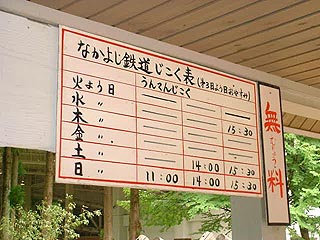 なかよし鉄道じこく表(木3日よう日おやすみ)
火よう日 うんてんじこく
水 〃 ― ― ―
木 〃 ― ― ―
金 〃 ― ― 15:30
土 〃 ― 14:00 15:30
日 〃 11:00 14:00 15:30
無料